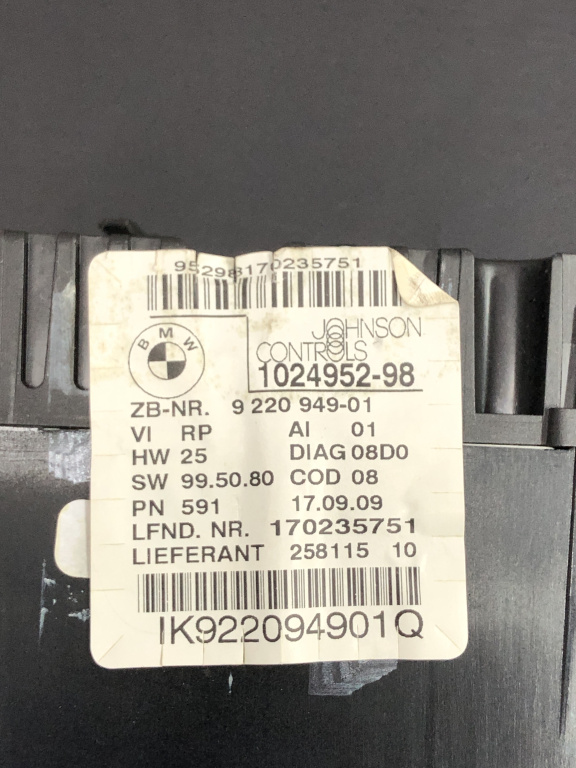 95298170235751
BMW
JOHNSON
CONTROLS
1024952-98
ZB-NR. 9 220 949-01
VI RP AI 01
HW 25 DIAG 08D0
SW 99.50.80 COD 08
PN 591 17.09.09
LFND. NR. 170235751
LIEFERANT 258115 10
IK922094901Q